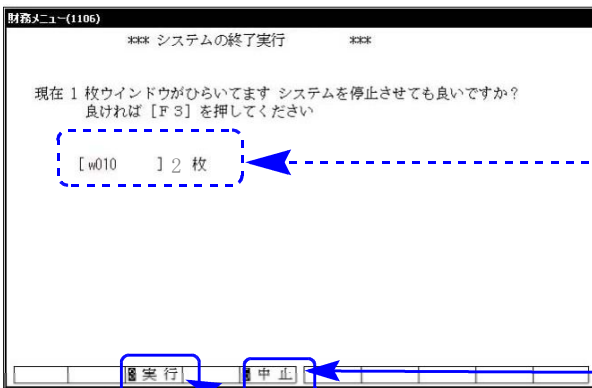 財務メニュー(1106)
*** システムの終了実行 ***
現在 1 枚ウインドウがひらいてます システムを停止させても良いですか?
良ければ [F3] を押してください
[w010 ] 2 枚
実行 中止